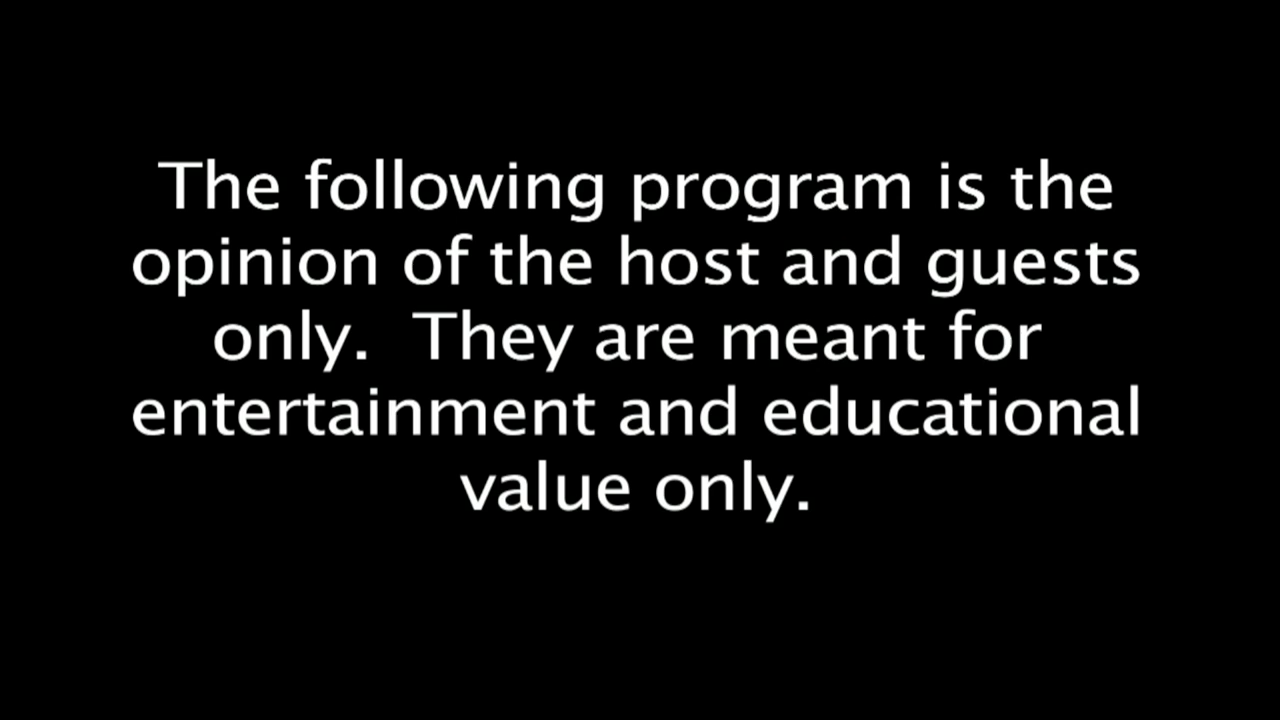 The following program is the
opinion of the host and guests
only.  They are meant for
entertainment and educational
value only.